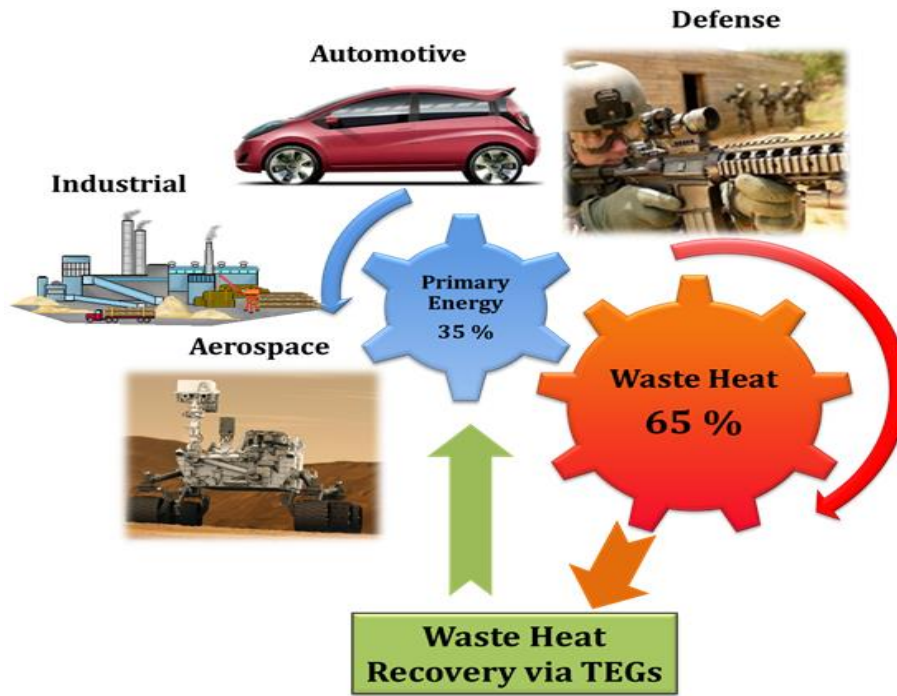 Defense
Automotive
Industrial
Primary
Energy
35 %
Aerospace
Waste Heat
65 %
Waste Heat
Recovery via TEGs